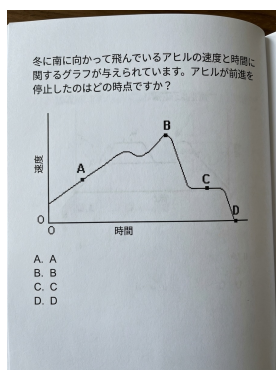 冬に南に向かって飛んでいるアヒルの速度と時間に
関するグラフが与えられています。アヒルが前進を
停止したのはどの時点ですか？
B
A
速度
C
D
O
O
時間
A. A
B. B
C. C
D. D